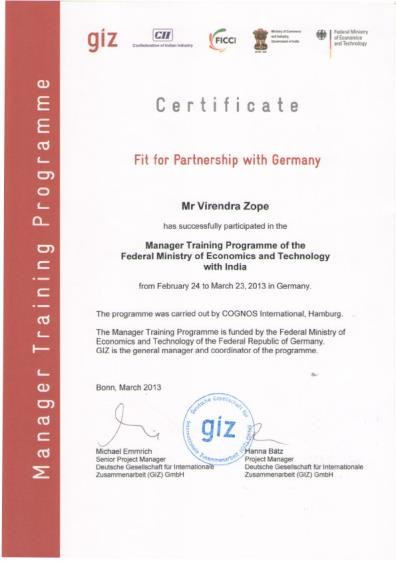 giz
CII
Confederation of Indian Industry
FICCI
Ministry of Commerce
and Industry,
Government of India
Federal Ministry
of Economics
and Technology
Manager Training Programme
Certificate
Fit for Partnership with Germany
Mr Virendra Zope
has successfully participated in the
Manager Training Programme of the
Federal Ministry of Economics and Technology
with India
from February 24 to March 23, 2013 in Germany.
The programme was carried out by COGNOS International, Hamburg.
The Manager Training Programme is funded by the Federal Ministry of
Economics and Technology of the Federal Republic of Germany.
GIZ is the general manager and coordinator of the programme.
Bonn, March 2013
Deutsche Gesellschaft für
giz
Michael Emmrich
Senior Project Manager
Deutsche Gesellschaft für Internationale
Zusammenarbeit (GIZ) GmbH
Hanna Bätz
Project Manager
Deutsche Gesellschaft für Internationale
Zusammenarbeit (GIZ) GmbH